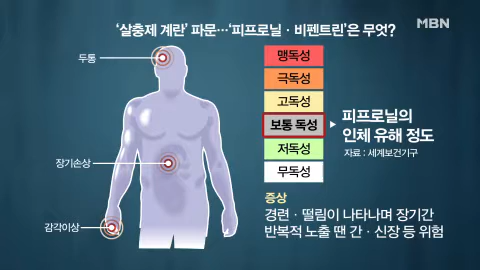 '살충제 계란' 파문…'피프로닐·비펜트린'은 무엇?
MBN
두통
장기손상
감각이상
맹독성
극독성
고독성
보통 독성
저독성
무독성
피프로닐의
인체 유해 정도
자료 : 세계보건기구
증상
경련·떨림이 나타나며 장기간
반복적 노출 땐 간·신장 등 위험